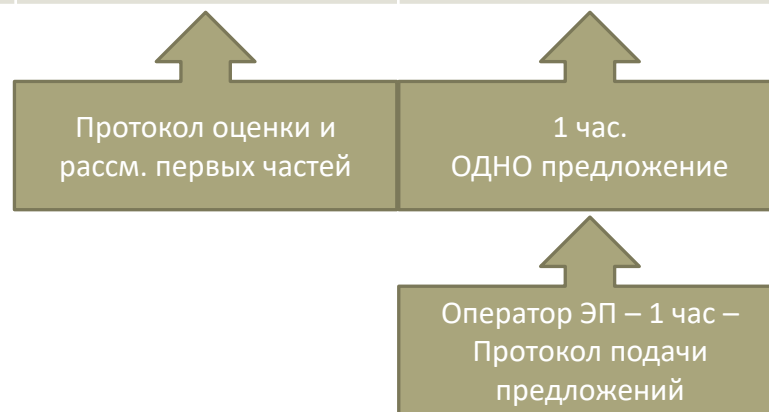 Протокол оценки и
рассм. первых частей
1 час.
ОДНО предложение
Оператор ЭП – 1 час –
Протокол подачи
предложений